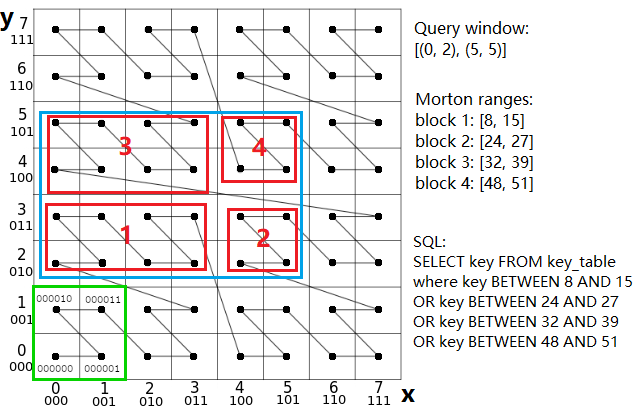 y
7
111
6
110
5
101
4
100
3
011
2
010
1
001
0
000
3
4
1
2
000010 000011
000000 000001
0 1 2 3 4 5 6 7
000 001 010 011 100 101 110 111
x
Query window:
[(0, 2), (5, 5)]
Morton ranges:
block 1: [8, 15]
block 2: [24, 27]
block 3: [32, 39]
block 4: [48, 51]
SQL:
SELECT key FROM key_table
where key BETWEEN 8 AND 15
OR key BETWEEN 24 AND 27
OR key BETWEEN 32 AND 39
OR key BETWEEN 48 AND 51